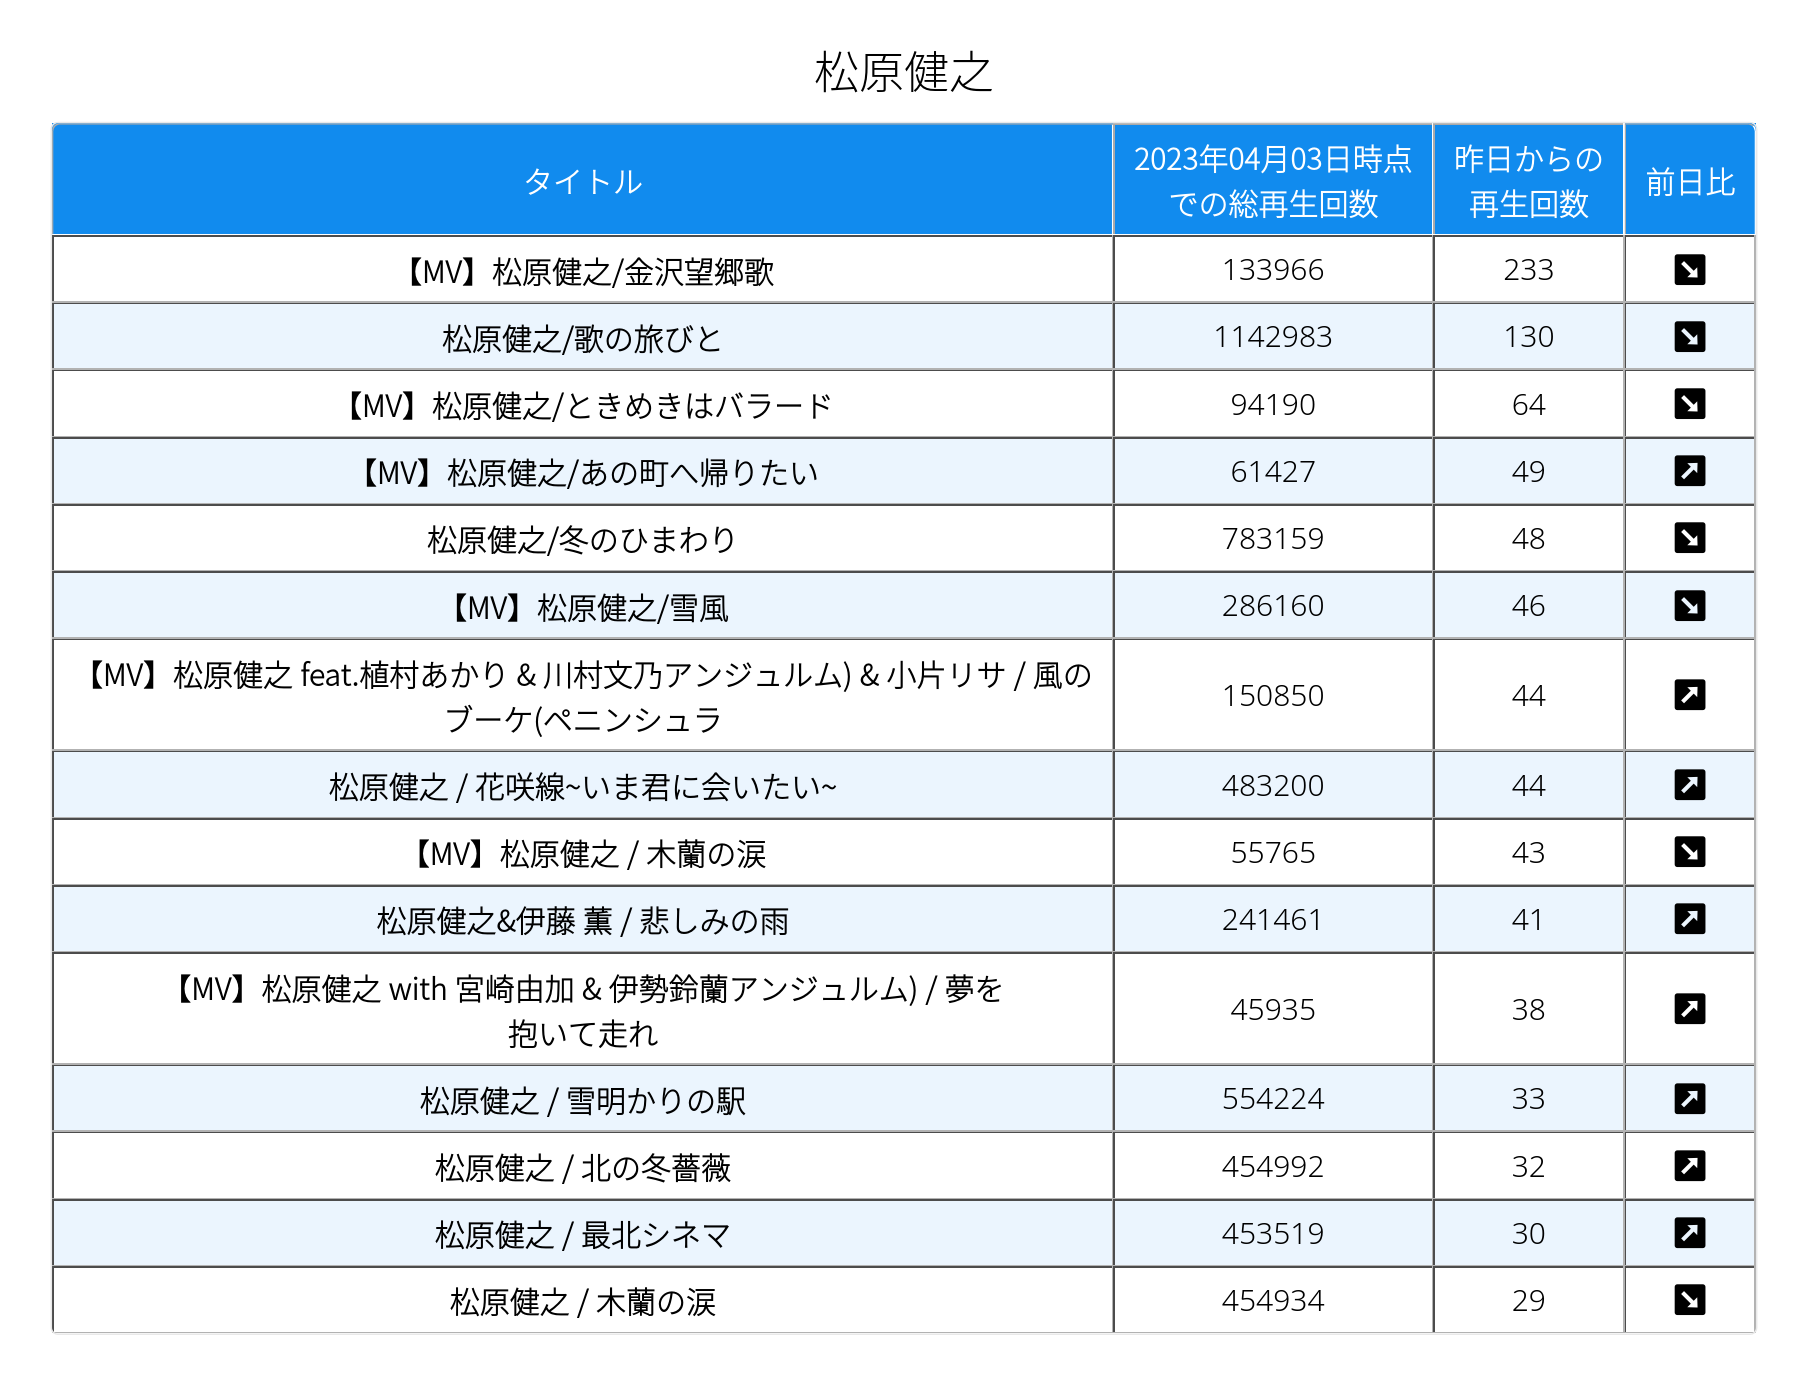 松原健之
タイトル
2023年04月03日時点
での総再生回数
昨日からの
再生回数
前日比
【MV】松原健之/金沢望郷歌 133966 233
松原健之/歌の旅びと 1142983 130
【MV】松原健之/ときめきはバラード 94190 64
【MV】松原健之/あの町へ帰りたい 61427 49
松原健之/冬のひまわり 783159 48
【MV】松原健之/雪風 286160 46
【MV】松原健之 feat.植村あかり & 川村文乃アンジュルム) & 小片リサ / 風の
ブーケ(ペニンシュラ
150850 44
松原健之 / 花咲線~いま君に会いたい~ 483200 44
【MV】松原健之 / 木蘭の涙 55765 43
松原健之&伊藤 薫 / 悲しみの雨 241461 41
【MV】松原健之 with 宮崎由加 & 伊勢鈴蘭アンジュルム) / 夢を
抱いて走れ
45935 38
松原健之 / 雪明かりの駅 554224 33
松原健之 / 北の冬薔薇 454992 32
松原健之 / 最北シネマ 453519 30
松原健之 / 木蘭の涙 454934 29